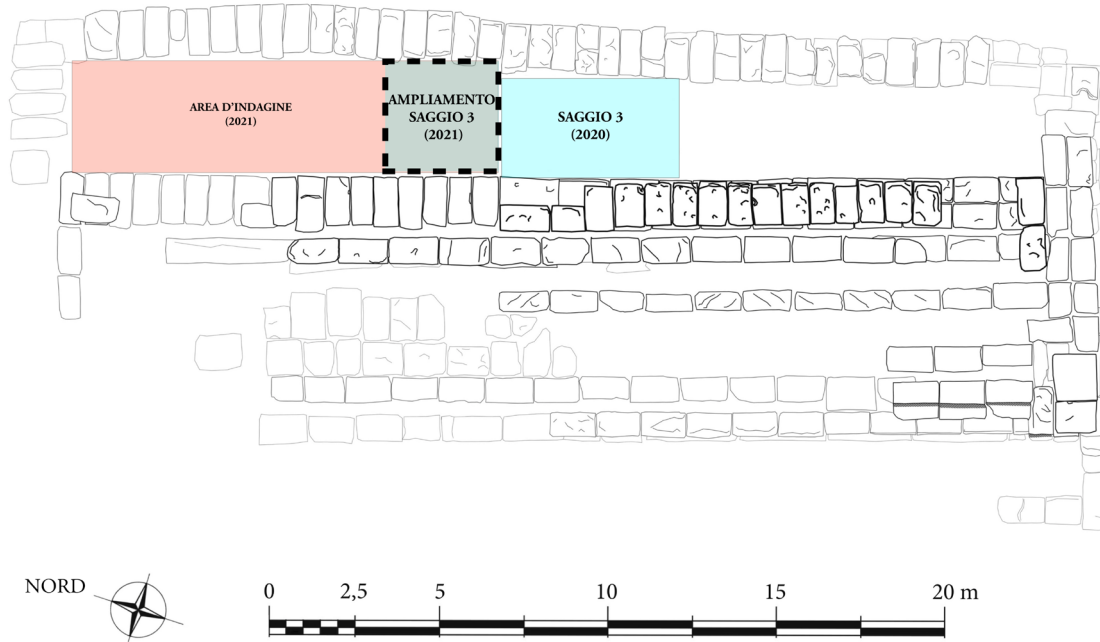 AREA D'INDAGINE
(2021)
AMPLIAMENTO
SAGGIO 3
(2021)
SAGGIO 3
(2020)
NORD
0 2,5 5 10 15 20 m